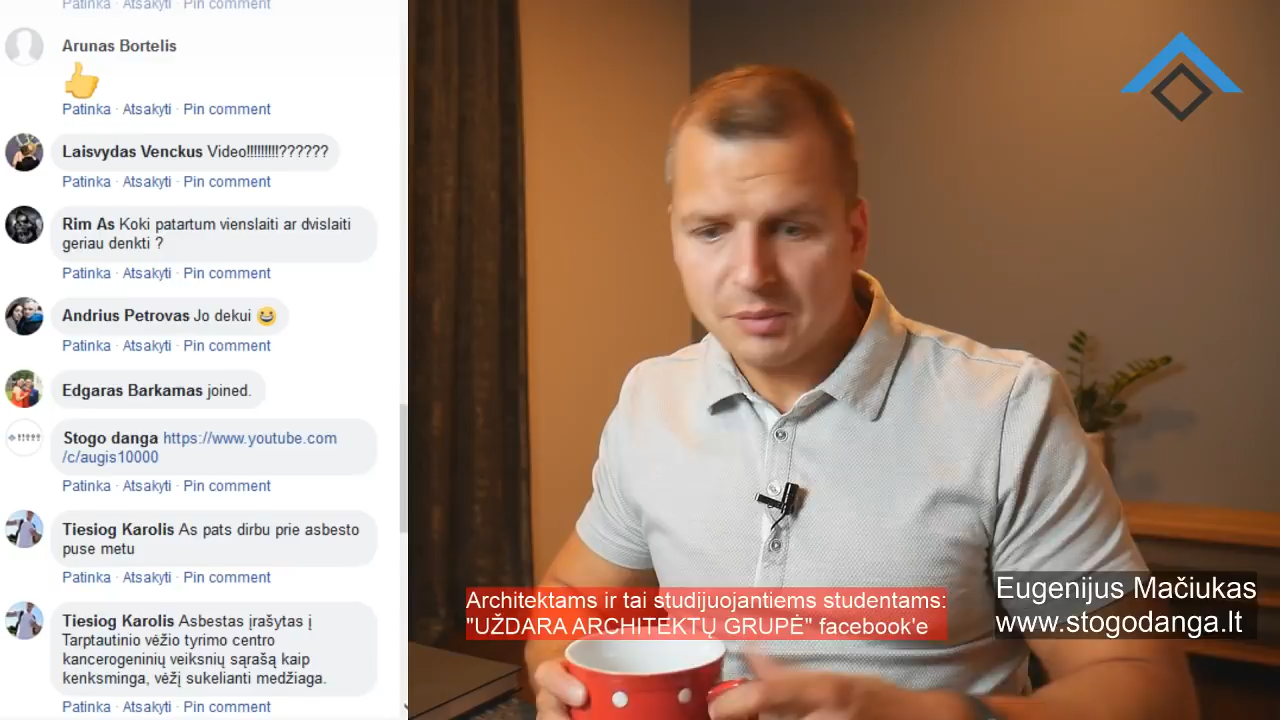 Patinka · Atsakyti · Pin comment
Arunas Bortelis
Patinka · Atsakyti · Pin comment
Laisvydas Venckus Video!!!!!!!!!??????
Patinka · Atsakyti · Pin comment
Rim As Koki patartum vienslaiti ar dvislaiti
geriau denkti ?
Patinka · Atsakyti · Pin comment
Andrius Petrovas Jo dekui 😆
Patinka · Atsakyti · Pin comment
Edgaras Barkamas joined.
Stogo danga https://www.youtube.com
/c/augis10000
Patinka · Atsakyti · Pin comment
Tiesiog Karolis As pats dirbu prie asbesto
puse metu
Patinka · Atsakyti · Pin comment
Tiesiog Karolis Asbestas įrašytas į
Tarptautinio vėžio tyrimo centro
kancerogeninių veiksnių sąrašą kaip
kenksminga, vėžį sukelianti medžiaga.
Patinka · Atsakyti · Pin comment
Architektams ir tai studijuojantiems studentams:
"UŽDARA ARCHITEKTŲ GRUPĖ" facebook'e
Eugenijus Mačiukas
www.stogodanga.lt